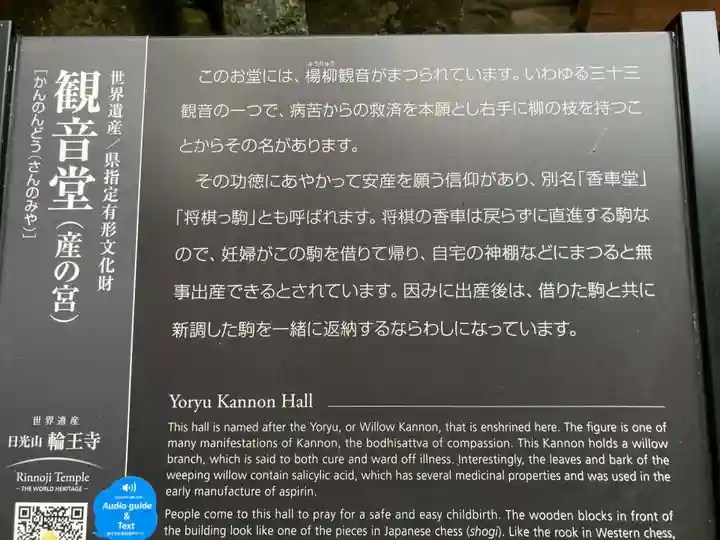 世界遺産／県指定有形文化財
観音堂（産の宮）
［かんのんどう（さんのみや）］
世界遺産
日光山 輪王寺
Rinnoji Temple
– THE WORLD HERITAGE –
Audio guide
&
Text
ようりゅう
このお堂には、楊柳観音がまつられています。いわゆる三十三
観音の一つで、病苦からの救済を本願とし右手に柳の枝を持つこ
とからその名があります。
その功徳にあやかって安産を願う信仰があり、別名「香車堂」
「将棋っ駒」とも呼ばれます。将棋の香車は戻らずに直進する駒な
ので、妊婦がこの駒を借りて帰り、自宅の神棚などにまつると無
事出産できるとされています。因みに出産後は、借りた駒と共に
新調した駒を一緒に返納するならわしになっています。
Yoryu Kannon Hall
This hall is named after the Yoryu, or Willow Kannon, that is enshrined here. The figure is one of
many manifestations of Kannon, the bodhisattva of compassion. This Kannon holds a willow
branch, which is said to both cure and ward off illness. Interestingly, the leaves and bark of the
weeping willow contain salicylic acid, which has several medicinal properties and was used in the
early manufacture of aspirin.
People come to this hall to pray for a safe and easy childbirth. The wooden blocks in front of
the building look like one of the pieces in Japanese chess (shogi). Like the rook in Western chess,